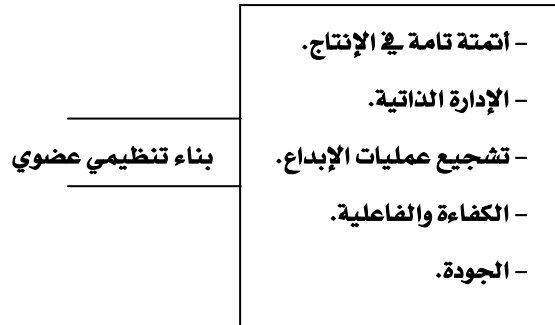 – أتمتة تامة في الإنتاج.
– الإدارة الذاتية.
– تشجيع عمليات الإبداع.
– الكفاءة والفاعلية.
– الجودة.
بناء تنظيمي عضوي